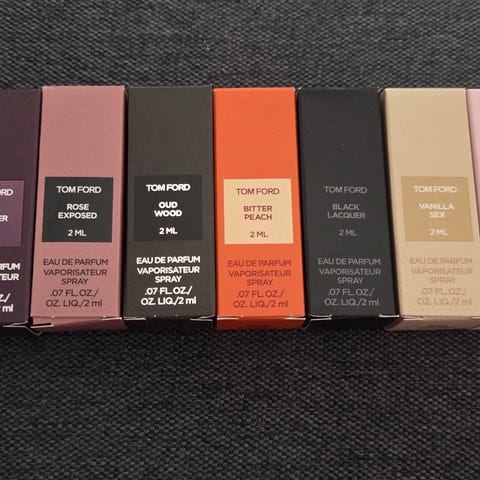 TOM FORD
ROSE
EXPOSED
2 ML
EAU DE PARFUM
VAPORISATEUR
SPRAY
.07 FL.OZ./
OZ. LIQ./2 ml
TOM FORD
OUD
WOOD
2 ML
EAU DE PARFUM
VAPORISATEUR
SPRAY
.07 FL.OZ./
OZ. LIQ./2 ml
TOM FORD
BITTER
PEACH
2 ML
EAU DE PARFUM
VAPORISATEUR
SPRAY
.07 FL.OZ./
OZ. LIQ./2 ml
TOM FORD
BLACK
LACQUER
2 ML
EAU DE PARFUM
VAPORISATEUR
SPRAY
.07 FL.OZ./
OZ. LIQ./2 ml
TOM FORD
VANILLA
SEX
2 ML
EAU DE PARFUM
VAPORISATEUR
SPRAY
.07 FL.OZ./
OZ. LIQ./2 ml